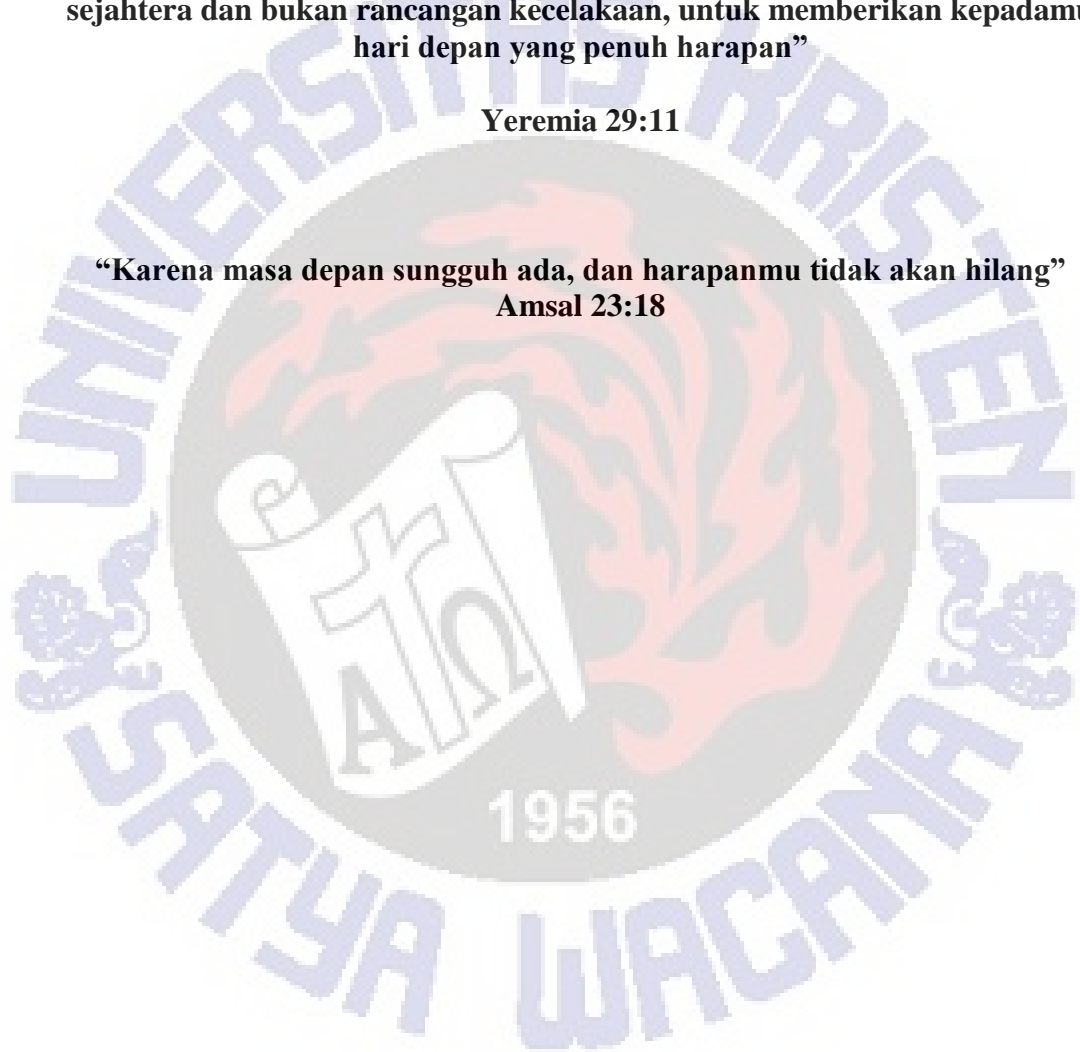 sejahtera dan bukan rancangan kecelakaan, untuk memberikan kepadamu
hari depan yang penuh harapan”
Yeremia 29:11
“Karena masa depan sungguh ada, dan harapanmu tidak akan hilang”
Amsal 23:18
UNIVERSITAS KRISTEN
Α Ω
1956
SATYA WACANA